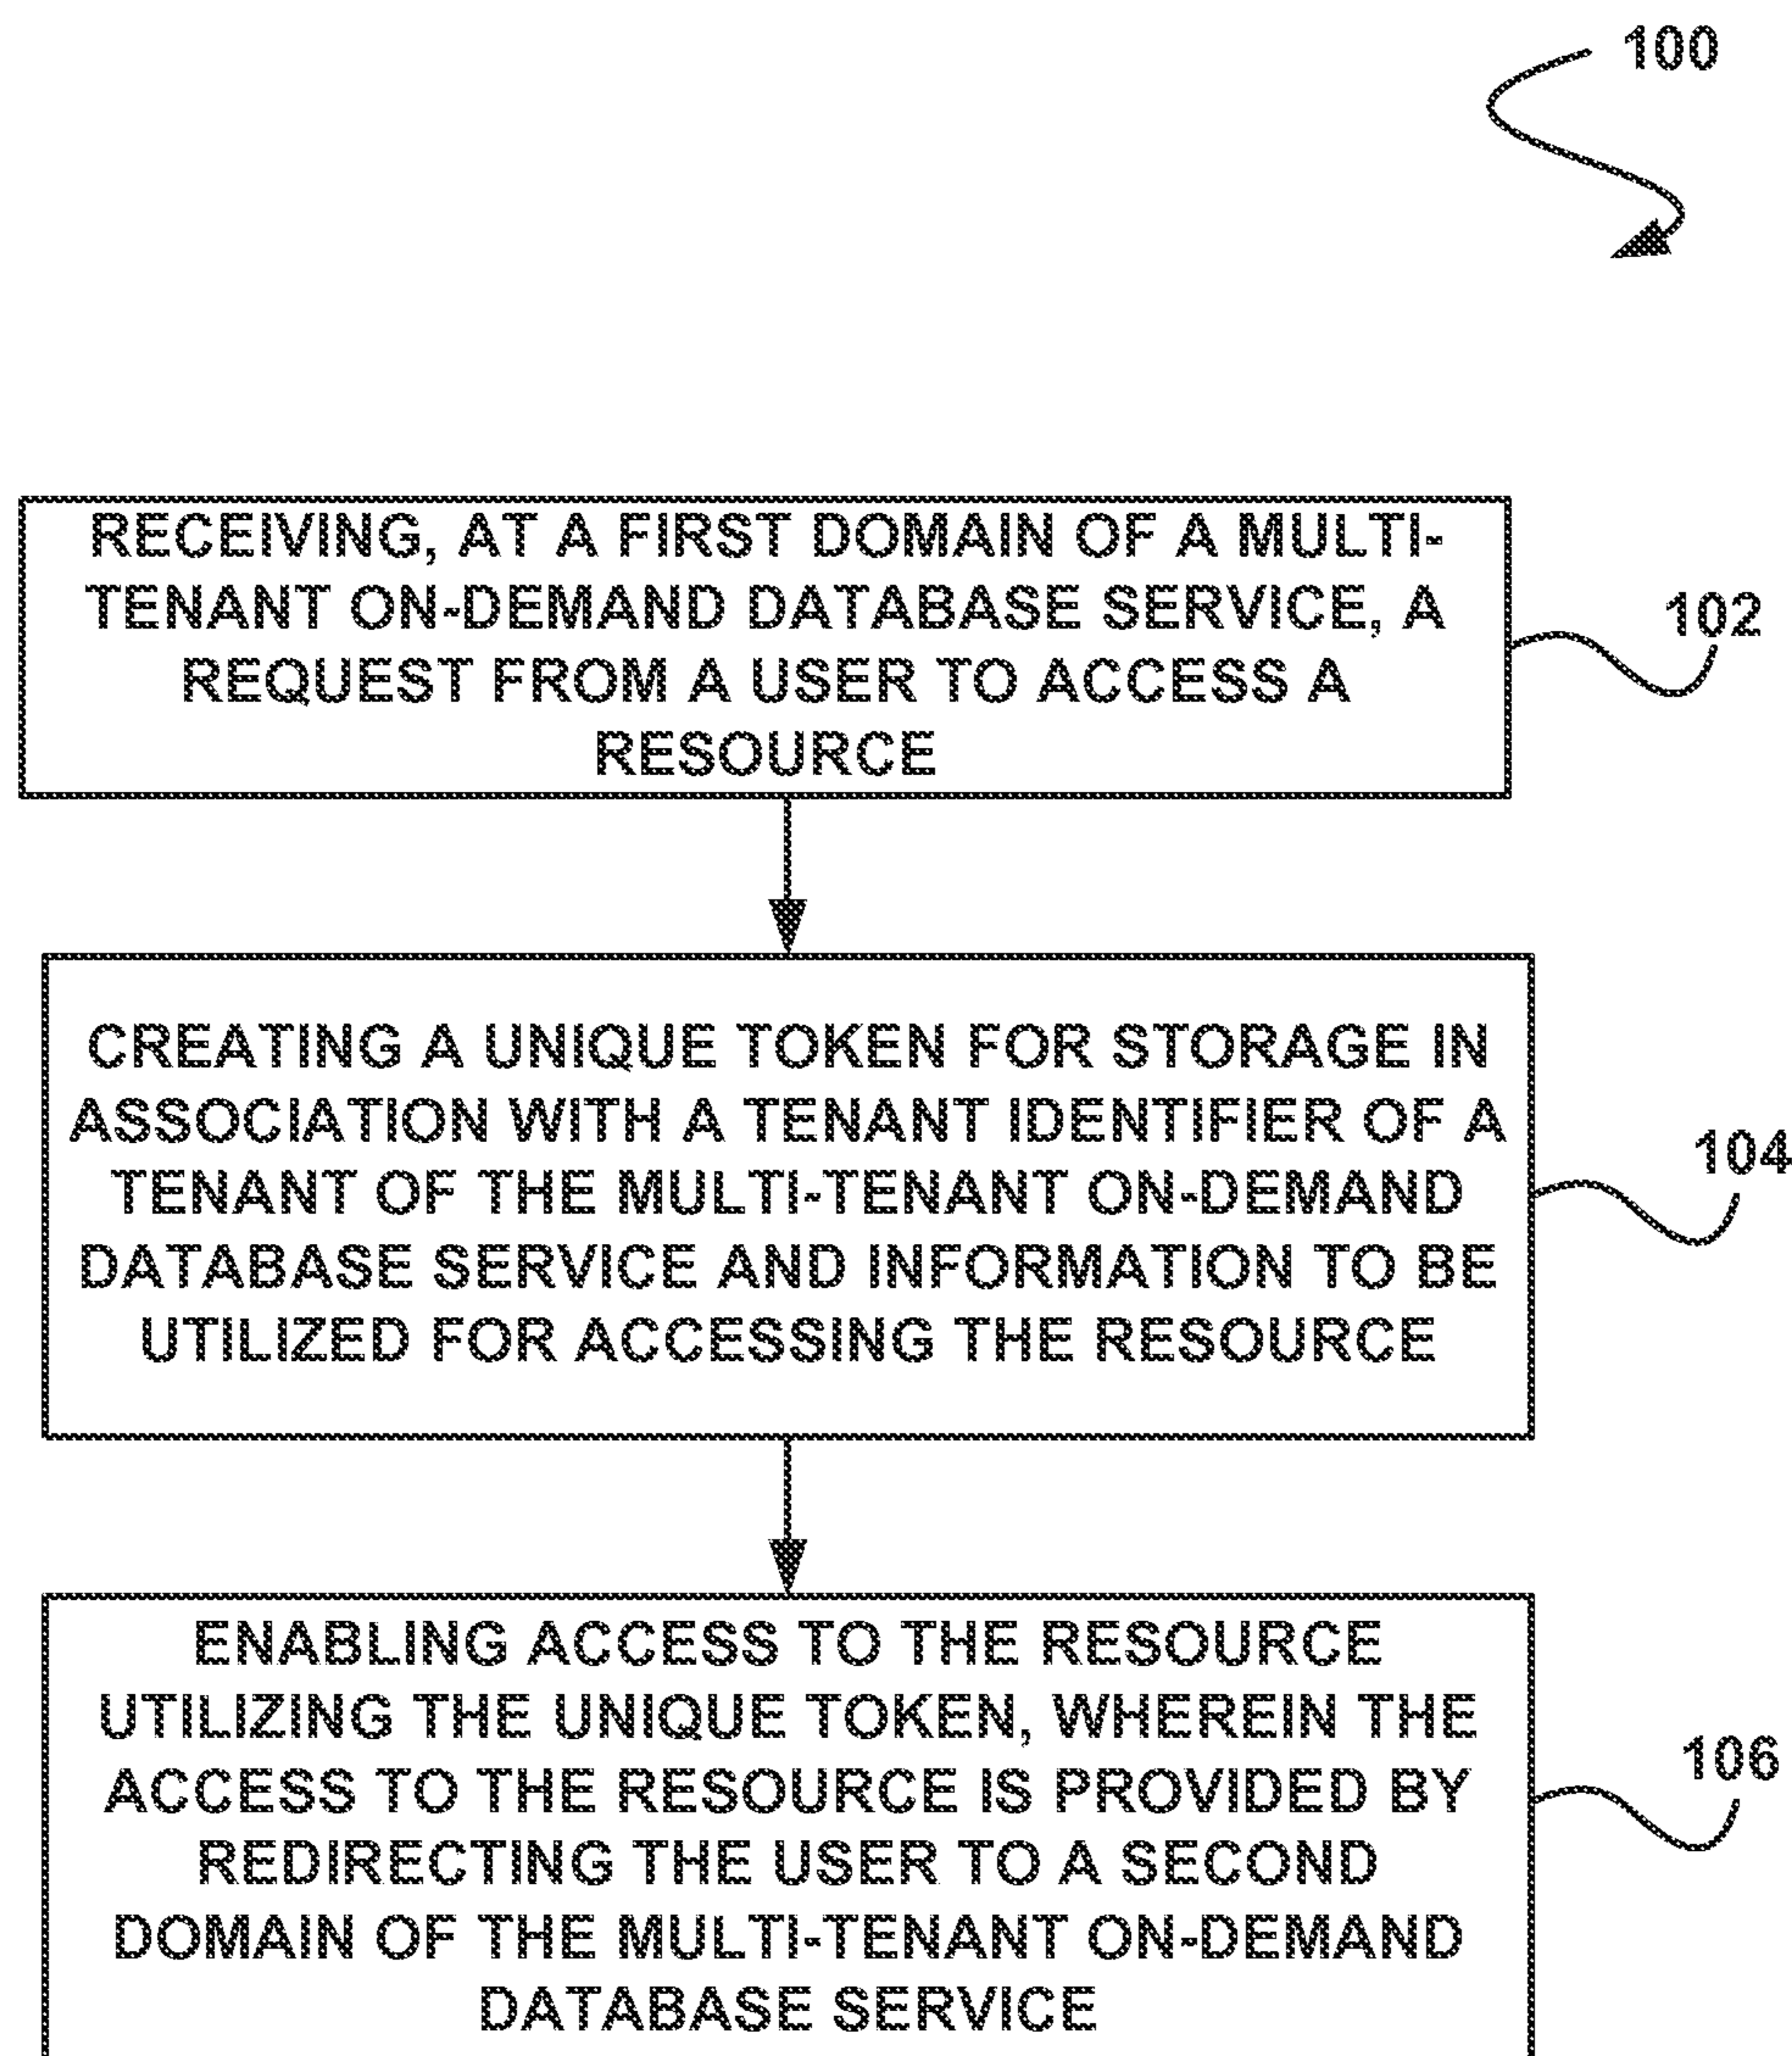 100
RECEIVING, AT A FIRST DOMAIN OF A MULTI-
TENANT ON-DEMAND DATABASE SERVICE, A
REQUEST FROM A USER TO ACCESS A
RESOURCE
102
CREATING A UNIQUE TOKEN FOR STORAGE IN
ASSOCIATION WITH A TENANT IDENTIFIER OF A
TENANT OF THE MULTI-TENANT ON-DEMAND
DATABASE SERVICE AND INFORMATION TO BE
UTILIZED FOR ACCESSING THE RESOURCE
104
ENABLING ACCESS TO THE RESOURCE
UTILIZING THE UNIQUE TOKEN, WHEREIN THE
ACCESS TO THE RESOURCE IS PROVIDED BY
REDIRECTING THE USER TO A SECOND
DOMAIN OF THE MULTI-TENANT ON-DEMAND
DATABASE SERVICE
106